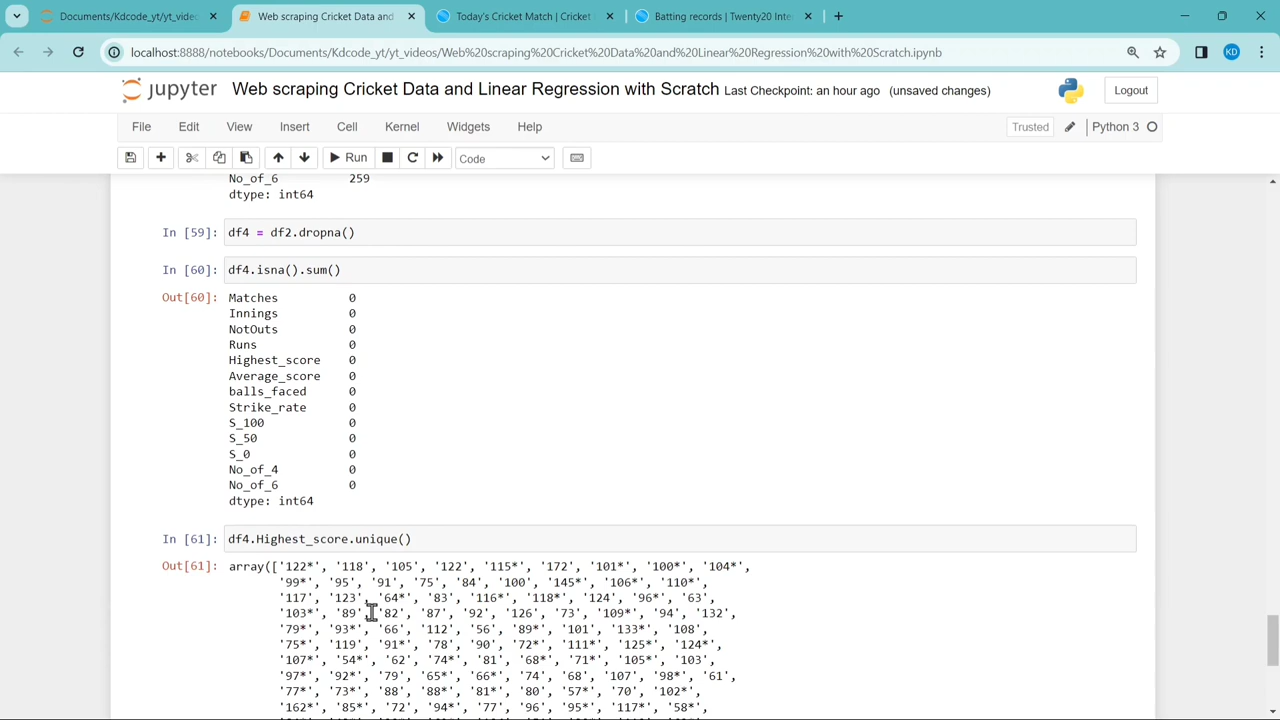 Documents/Kdcode_yt/yt_video
Web scraping Cricket Data and
Today's Cricket Match | Cricket
Batting records | Twenty20 Inte
localhost:8888/notebooks/Documents/Kdcode_yt/yt_videos/Web%20scraping%20Cricket%20Data%20and%20Linear%20Regression%20with%20Scratch.ipynb
KD
jupyter Web scraping Cricket Data and Linear Regression with Scratch Last Checkpoint: an hour ago (unsaved changes) Logout
File Edit View Insert Cell Kernel Widgets Help Trusted Python 3
Run Code
No_of_6 259
dtype: int64
In [59]: df4 = df2.dropna()
In [60]: df4.isna().sum()
Out[60]: Matches 0
Innings 0
NotOuts 0
Runs 0
Highest_score 0
Average_score 0
balls_faced 0
Strike_rate 0
S_100 0
S_50 0
S_0 0
No_of_4 0
No_of_6 0
dtype: int64
In [61]: df4.Highest_score.unique()
Out[61]: array(['122*', '118', '105', '122', '115*', '172', '101*', '100*', '104*',
'99*', '95', '91', '75', '84', '100', '145*', '106*', '110*',
'117', '123', '64*', '83', '116*', '118*', '124', '96*', '63',
'103*', '89', '82', '87', '92', '126', '73', '109*', '94', '132',
'79*', '93*', '66', '112', '56', '89*', '101', '133*', '108',
'75*', '119', '91*', '78', '90', '72*', '111*', '125*', '124*',
'107*', '54*', '62', '74*', '81', '68*', '71*', '105*', '103',
'97*', '92*', '79', '65*', '66*', '74', '68', '107', '98*', '61',
'77*', '73*', '88', '88*', '81*', '80', '57*', '70', '102*',
'162*', '85*', '72', '94*', '77', '96', '95*', '117*', '58*',